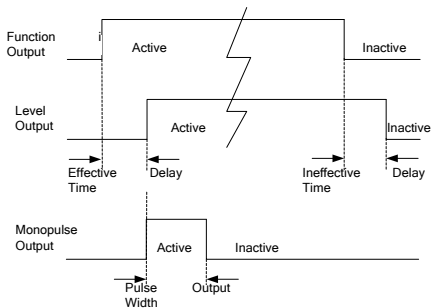 Function
Output
i
Active
Inactive
Level
Output
Active
Inactive
Effective
Time
Delay
Ineffective
Time
Delay
Monopulse
Output
Active
Inactive
Pulse
Width
Output